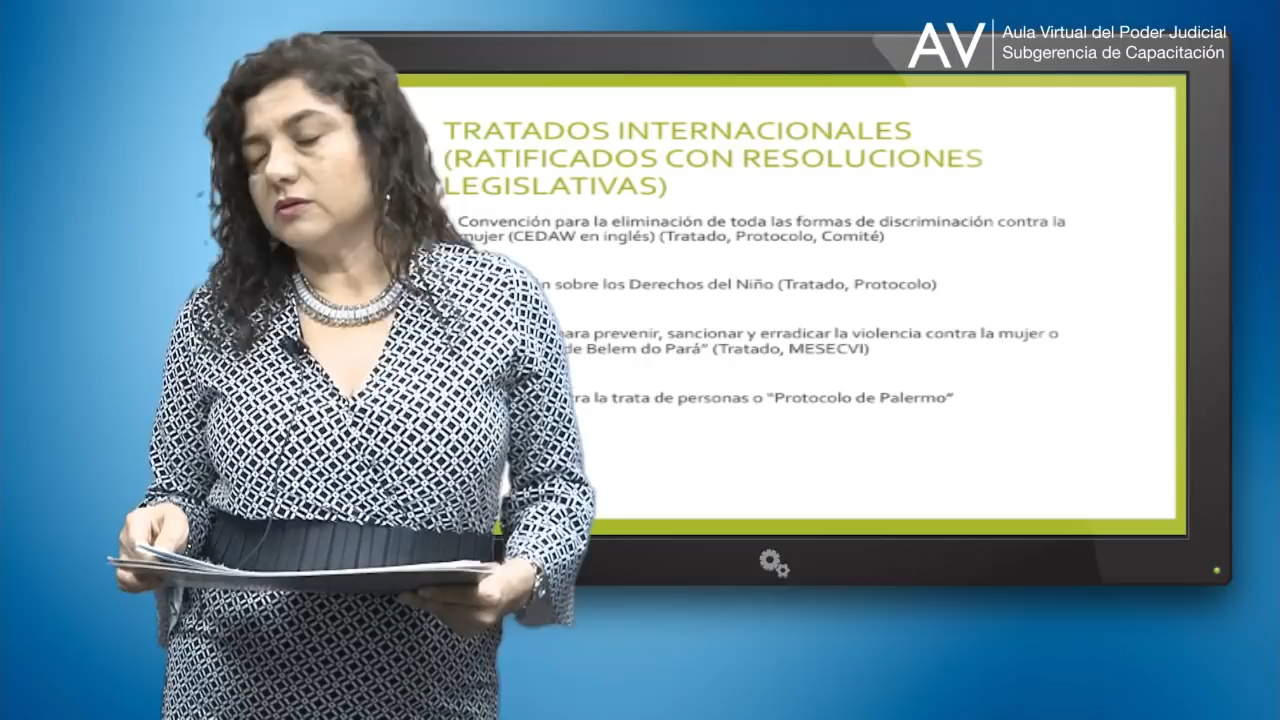 AV
Aula Virtual del Poder Judicial
Subgerencia de Capacitación
TRATADOS INTERNACIONALES
(RATIFICADOS CON RESOLUCIONES
LEGISLATIVAS)
Convención para la eliminación de toda las formas de discriminación contra la
mujer (CEDAW en inglés) (Tratado, Protocolo, Comité)
sobre los Derechos del Niño (Tratado, Protocolo)
para prevenir, sancionar y erradicar la violencia contra la mujer o
de Belem do Pará" (Tratado, MESECVI)
la trata de personas o "Protocolo de Palermo"